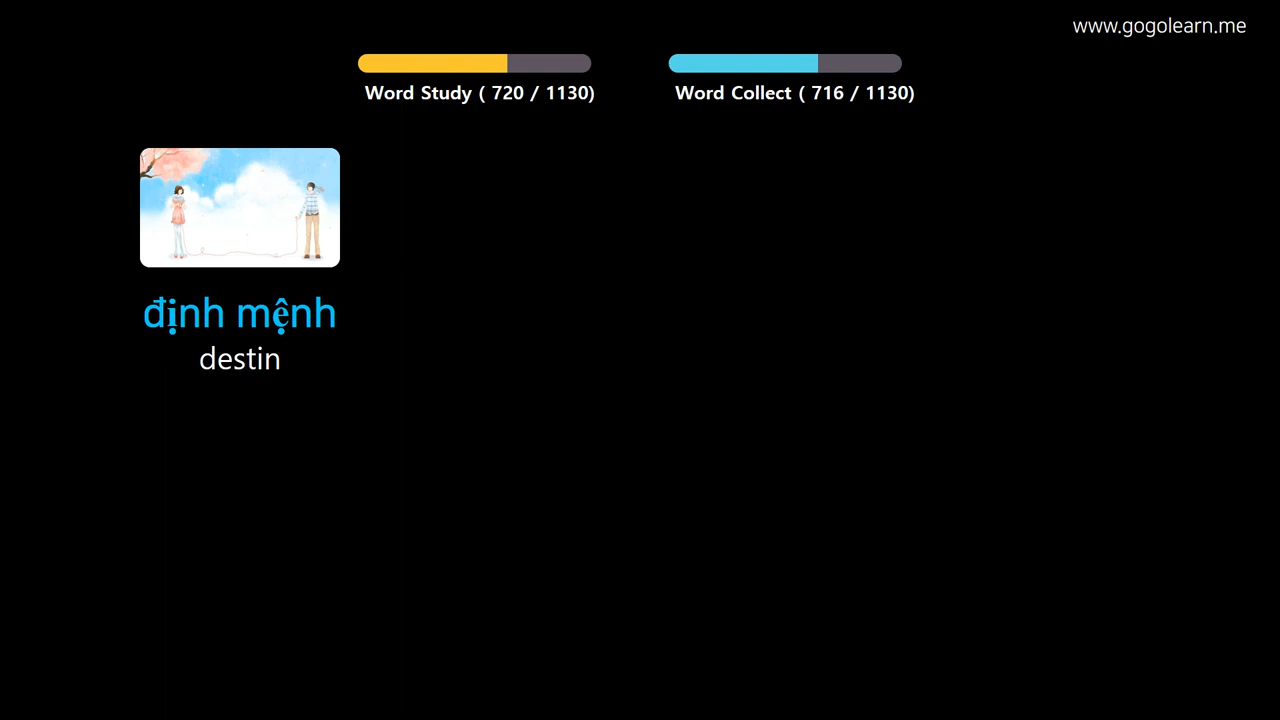 www.gogolearn.me
Word Study ( 720 / 1130)
Word Collect ( 716 / 1130)
định mệnh
destin